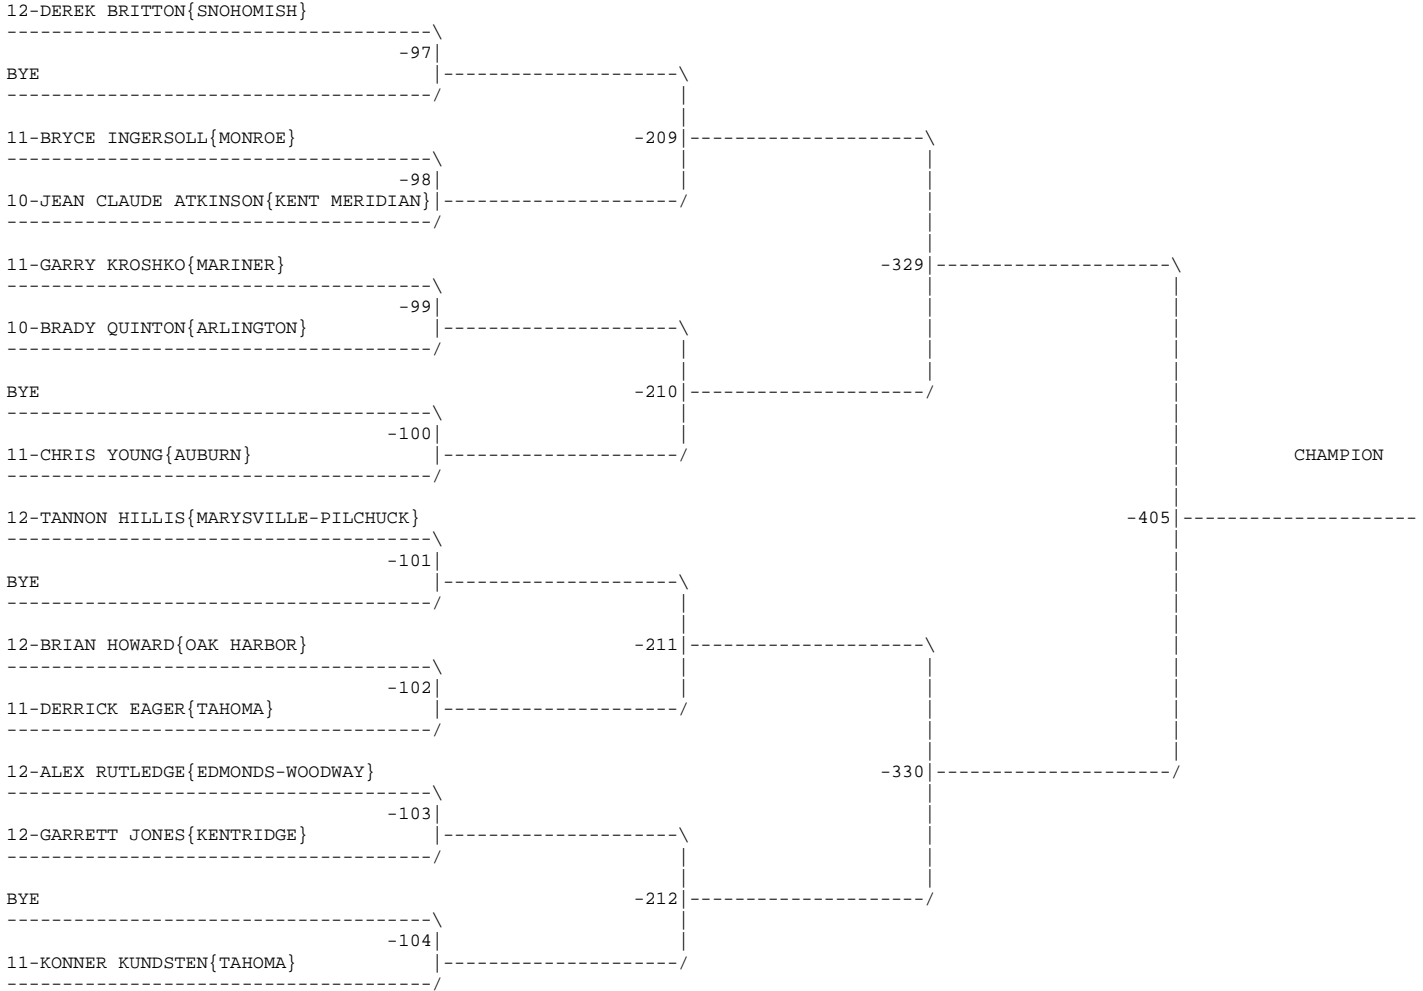 12-DEREK BRITTON{SNOHOMISH}
-97
BYE
11-BRYCE INGERSOLL{MONROE}
-209
-98
10-JEAN CLAUDE ATKINSON{KENT MERIDIAN}
11-GARRY KROSHKO{MARINER}
-329
-99
10-BRADY QUINTON{ARLINGTON}
BYE
-210
-100
11-CHRIS YOUNG{AUBURN}
CHAMPION
12-TANNON HILLIS{MARYSVILLE-PILCHUCK}
-405
-101
BYE
12-BRIAN HOWARD{OAK HARBOR}
-211
-102
11-DERRICK EAGER{TAHOMA}
12-ALEX RUTLEDGE{EDMONDS-WOODWAY}
-330
-103
12-GARRETT JONES{KENTRIDGE}
BYE
-212
-104
11-KONNER KUNDSTEN{TAHOMA}